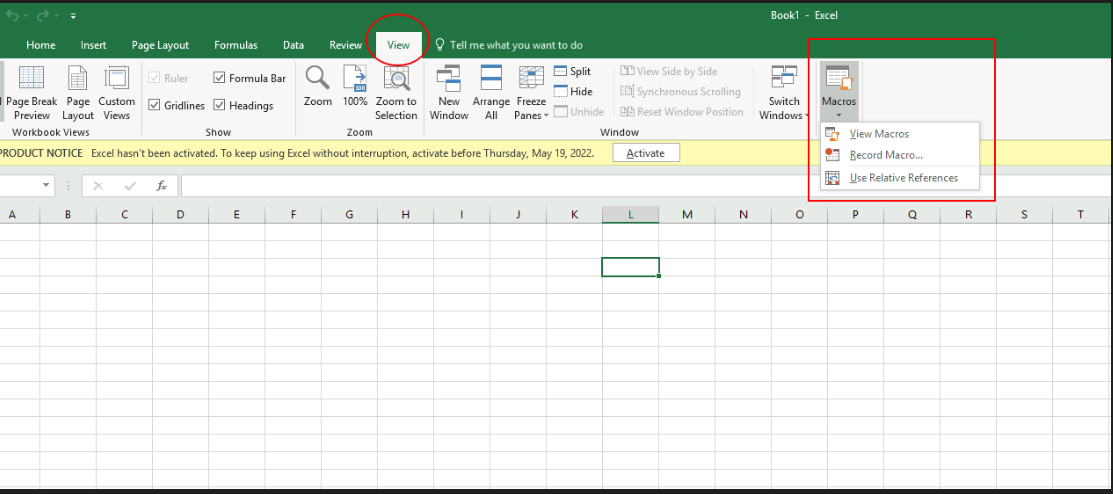 Book1 - Excel
Home Insert Page Layout Formulas Data Review View Tell me what you want to do
Page Break Preview
Page Layout
Custom Views
Workbook Views
Ruler
Formula Bar
Gridlines
Headings
Show
Zoom
100%
Zoom to Selection
Zoom
New Window
Arrange All
Freeze Panes
Split
Hide
Unhide
View Side by Side
Synchronous Scrolling
Reset Window Position
Window
Switch Windows
Macros
View Macros
Record Macro...
Use Relative References
PRODUCT NOTICE Excel hasn't been activated. To keep using Excel without interruption, activate before Thursday, May 19, 2022. Activate
fx
A B C D E F G H I J K L M N O P Q R S T